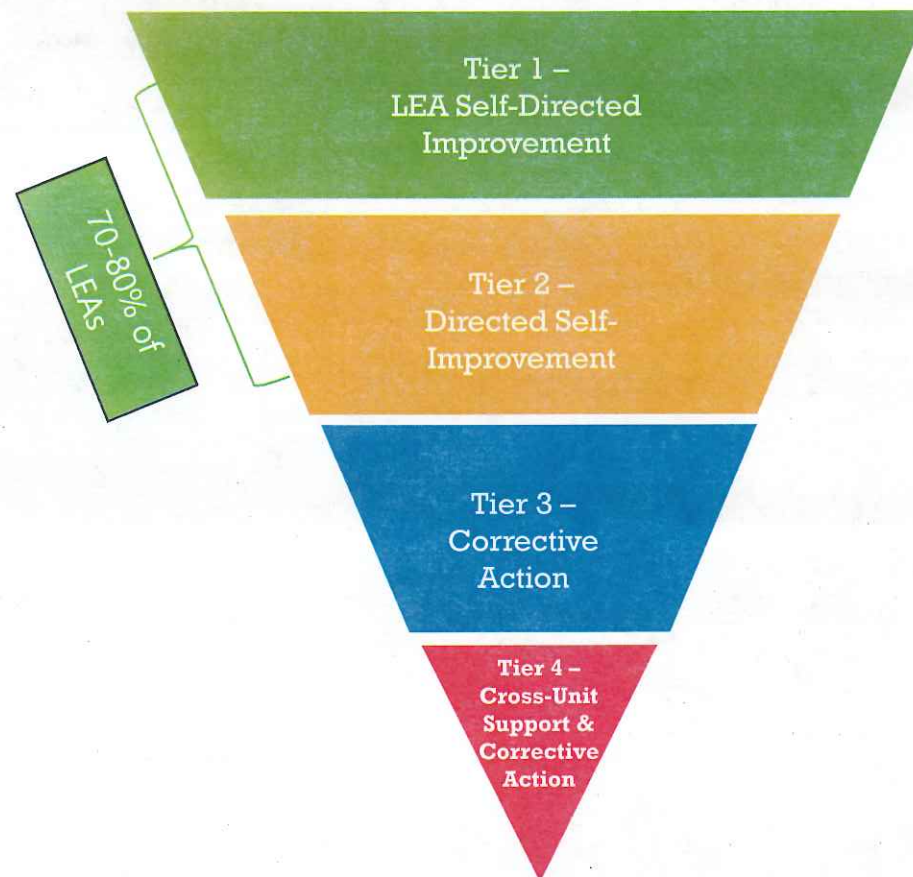 Tier 1 –
LEA Self-Directed
Improvement
70-80% of
LEAs
Tier 2 –
Directed Self-
Improvement
Tier 3 –
Corrective
Action
Tier 4 –
Cross-Unit
Support &
Corrective
Action